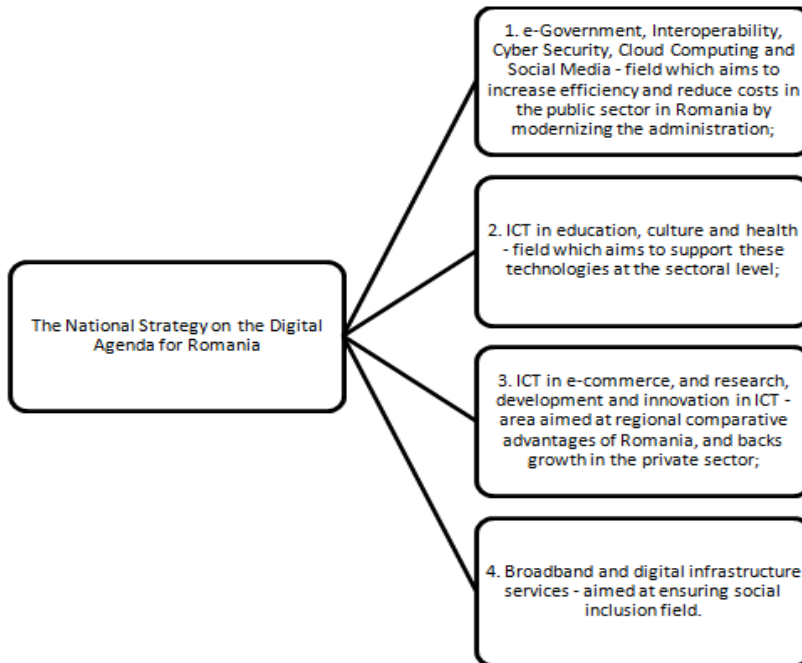 1. e-Government, Interoperability,
Cyber Security, Cloud Computing and
Social Media - field which aims to
increase efficiency and reduce costs in
the public sector in Romania by
modernizing the administration;
2. ICT in education, culture and health
- field which aims to support these
technologies at the sectoral level;
The National Strategy on the Digital
Agenda for Romania
3. ICT in e-commerce, and research,
development and innovation in ICT -
area aimed at regional comparative
advantages of Romania, and backs
growth in the private sector;
4. Broadband and digital infrastructure
services - aimed at ensuring social
inclusion field.